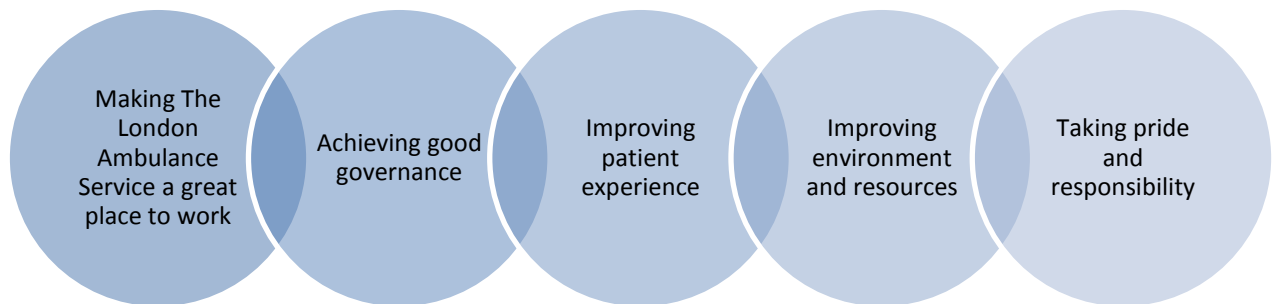 Making The
London
Ambulance
Service a great
place to work
Achieving good
governance
Improving
patient
experience
Improving
environment
and resources
Taking pride
and
responsibility